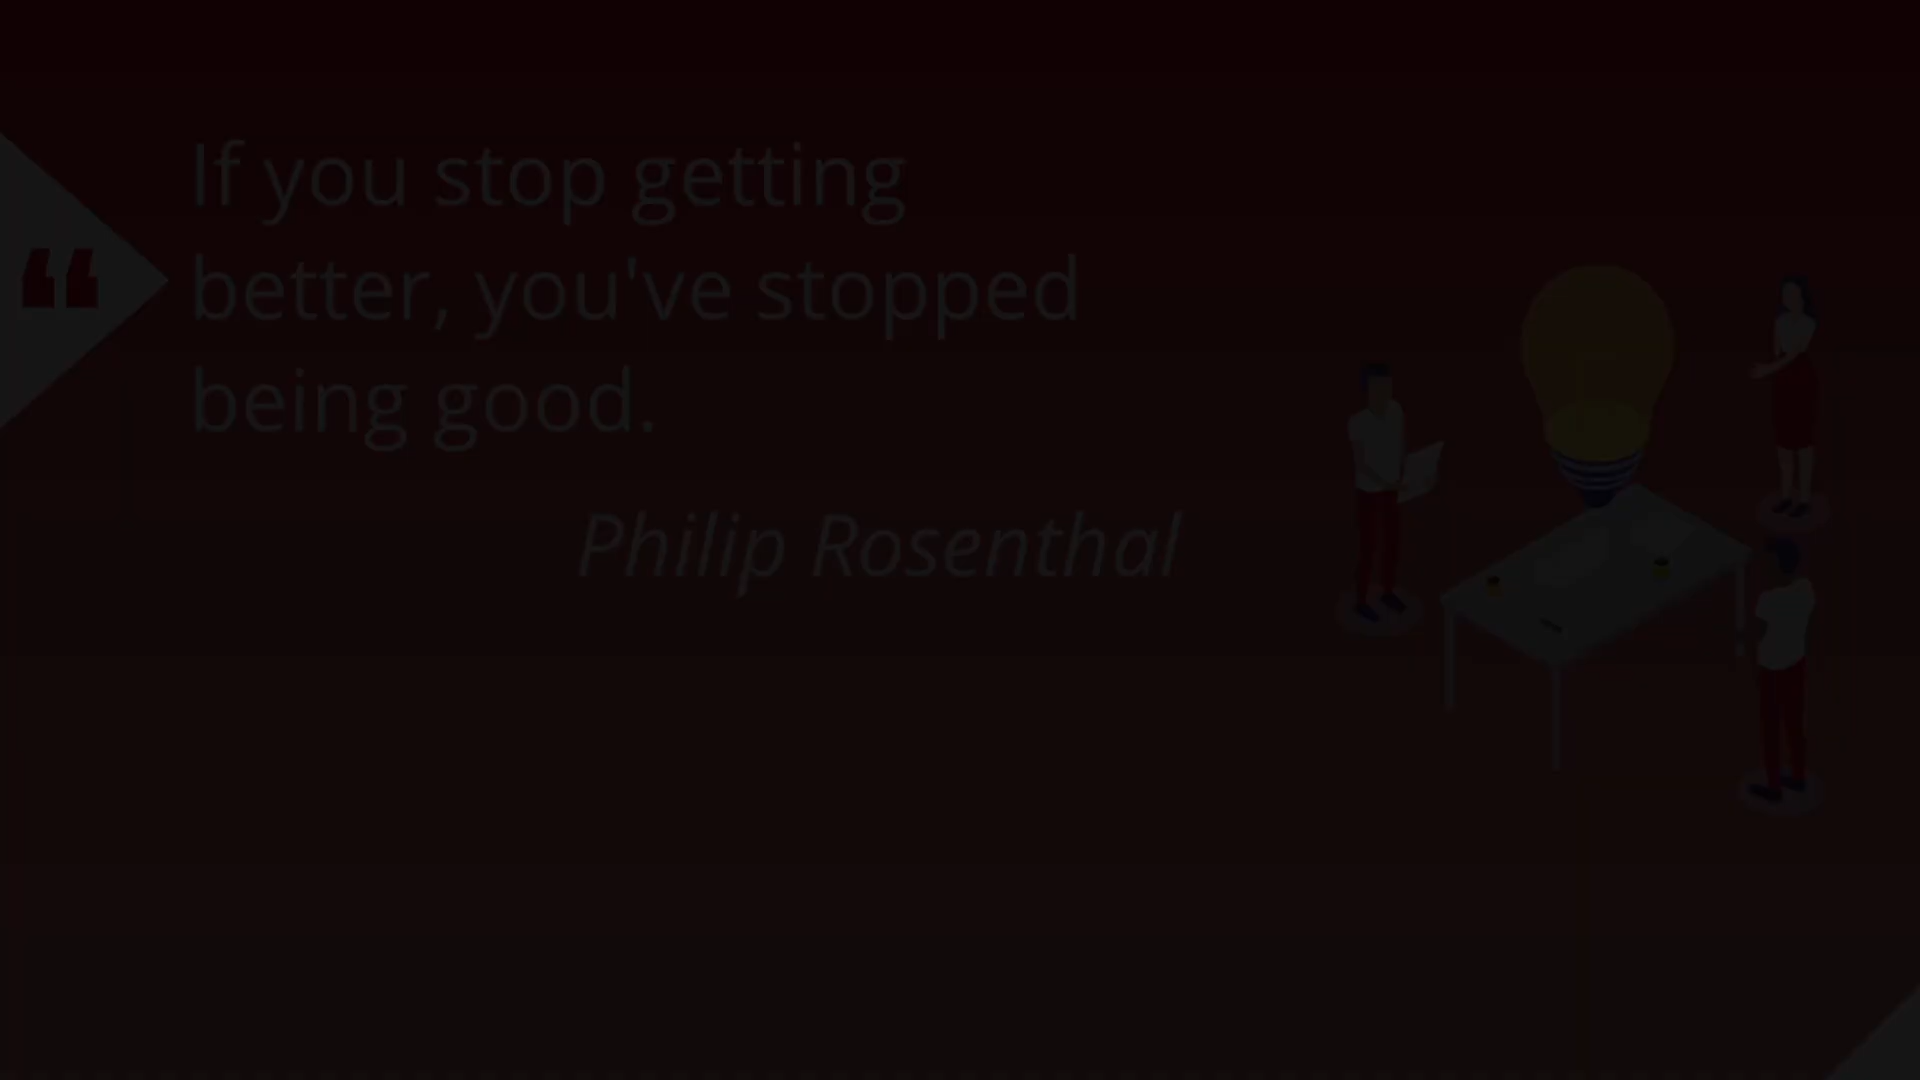 “
If you stop getting
better, you've stopped
being good.
Philip Rosenthal